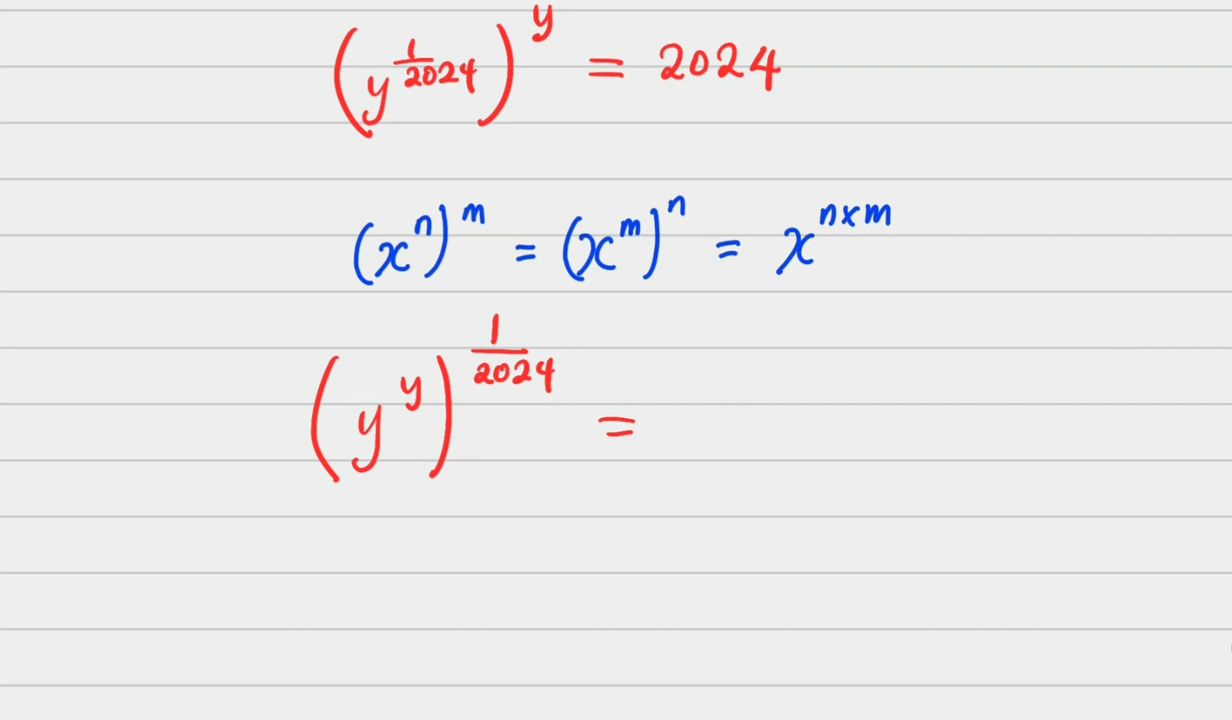 (y^{1/2024})^y = 2024
(x^n)^m = (x^m)^n = x^{n×m}
(y^y)^{1/2024} =